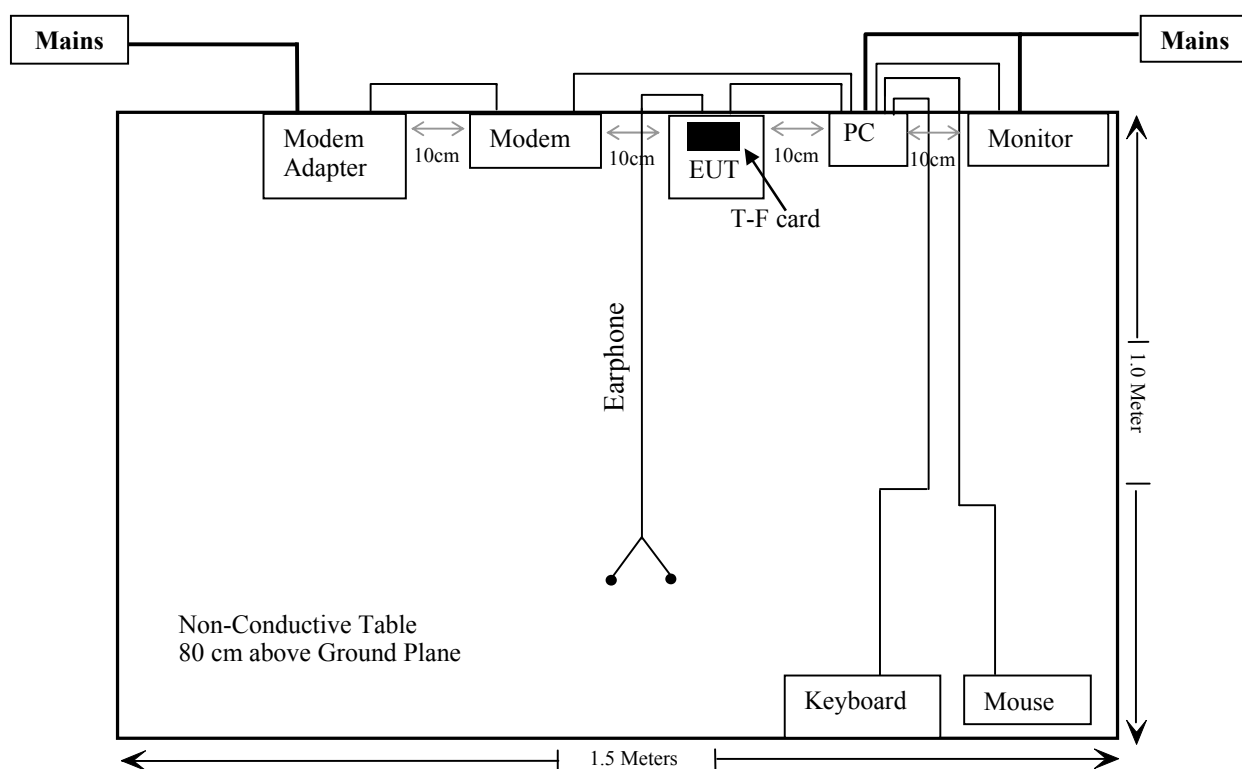 Mains
Mains
Modem
Adapter
Modem
EUT
PC
Monitor
10cm
10cm
10cm
10cm
T-F card
Earphone
1.0 Meter
Non-Conductive Table
80 cm above Ground Plane
Keyboard
Mouse
1.5 Meters